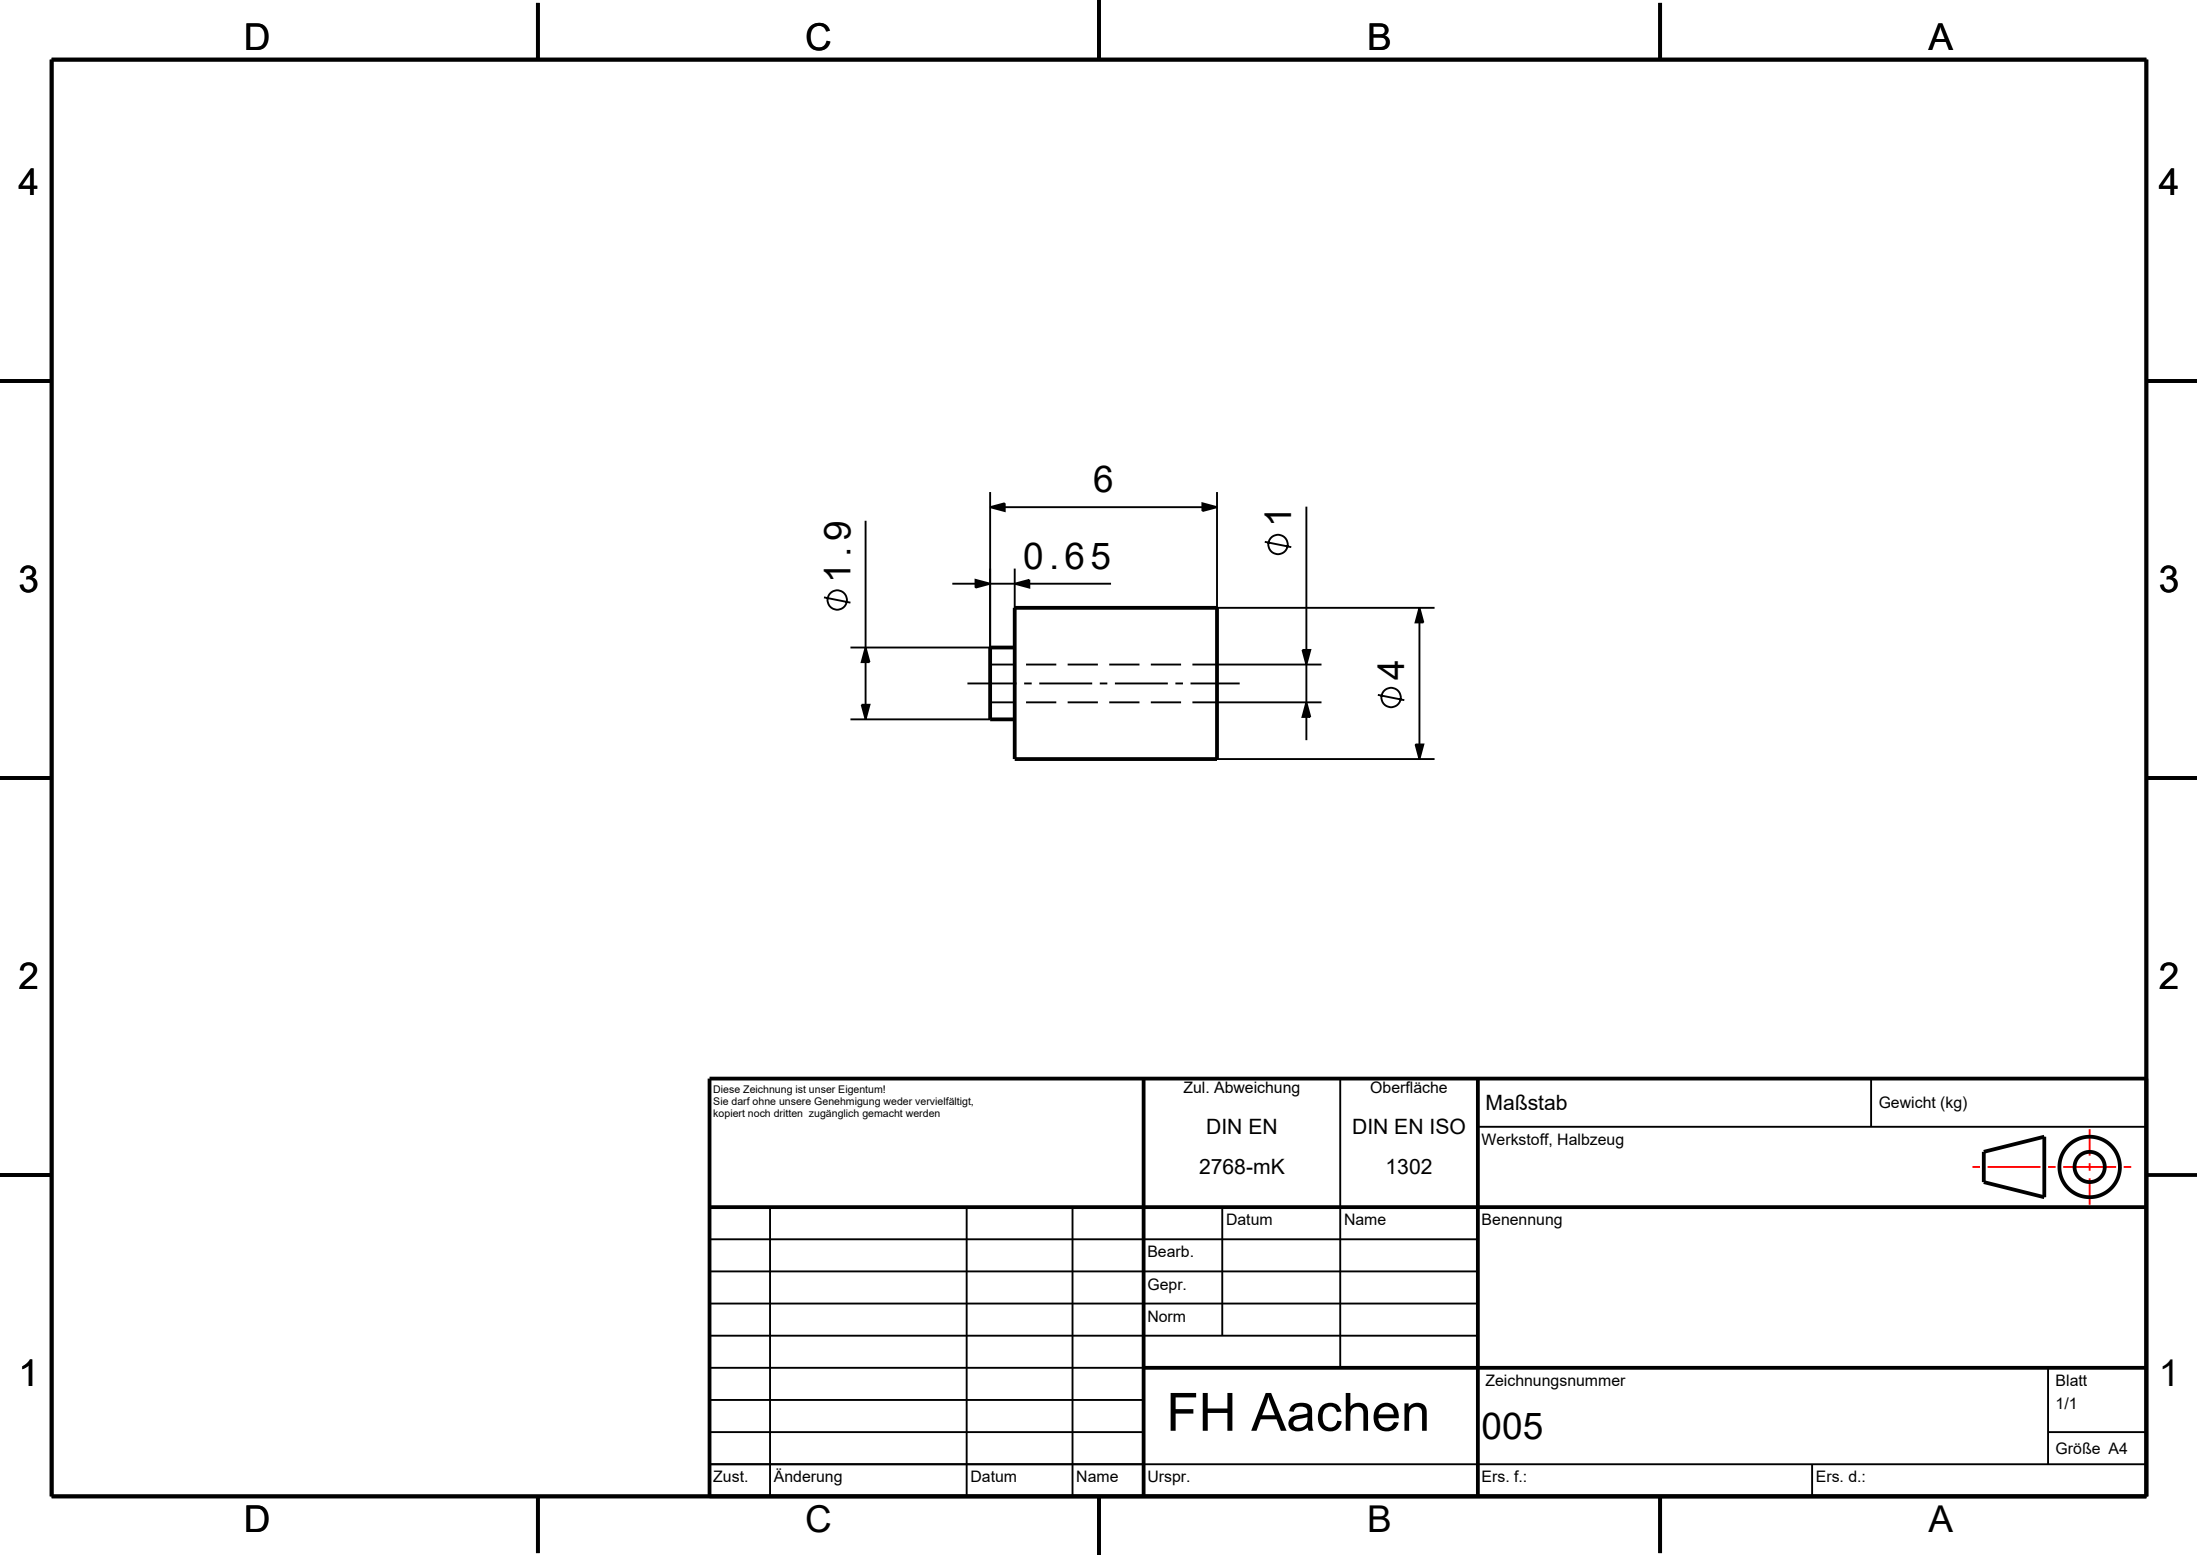 D C B A
4 4
6
⌀1
⌀1.9
0.65
3 3
⌀4
2 2
Diese Zeichnung ist unser Eigentum!
Sie darf ohne unsere Genehmigung weder vervielfältigt,
kopiert noch dritten zugänglich gemacht werden
Zul. Abweichung
DIN EN
2768-mK
Oberfläche
DIN EN ISO
1302
Maßstab
Gewicht (kg)
Werkstoff, Halbzeug
Datum Name
Bearb.
Gepr.
Norm
Benennung
1 1
FH Aachen
Zeichnungsnummer
005
Blatt
1/1
Größe A4
Zust. Änderung Datum Name Urspr. Ers. f.: Ers. d.:
D C B A